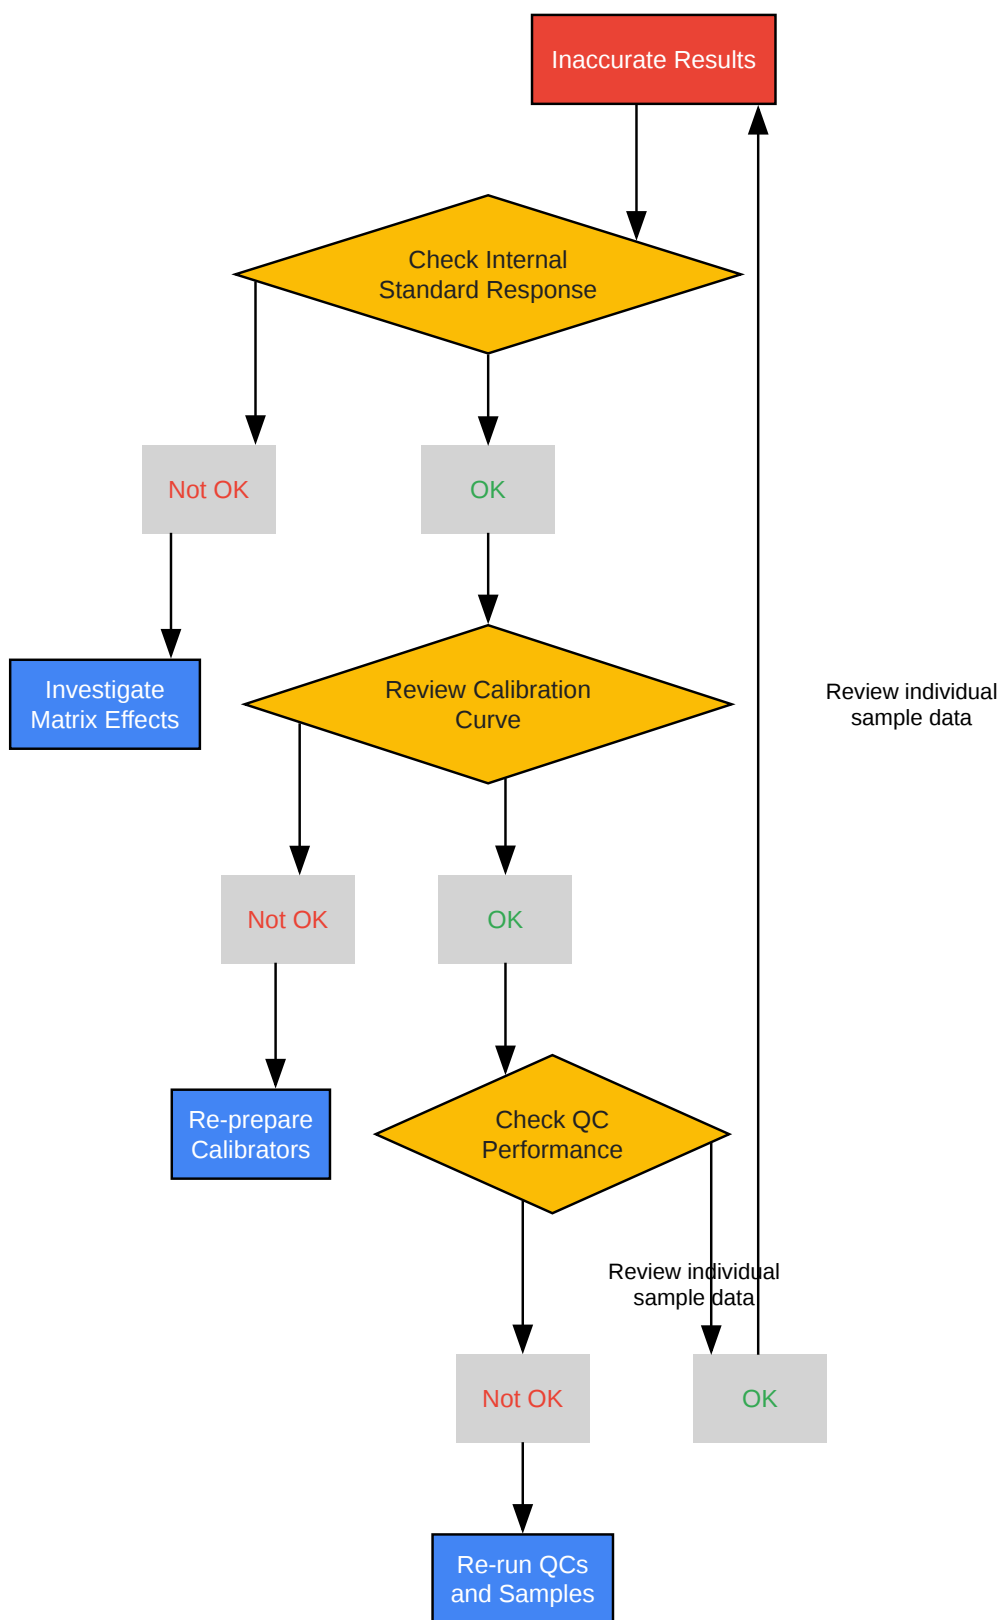 Inaccurate Results
Check Internal
Standard Response
Not OK
OK
Investigate
Matrix Effects
Review Calibration
Curve
Review individual
sample data
Not OK
OK
Re-prepare
Calibrators
Check QC
Performance
Review individual
sample data
Not OK
OK
Re-run QCs
and Samples